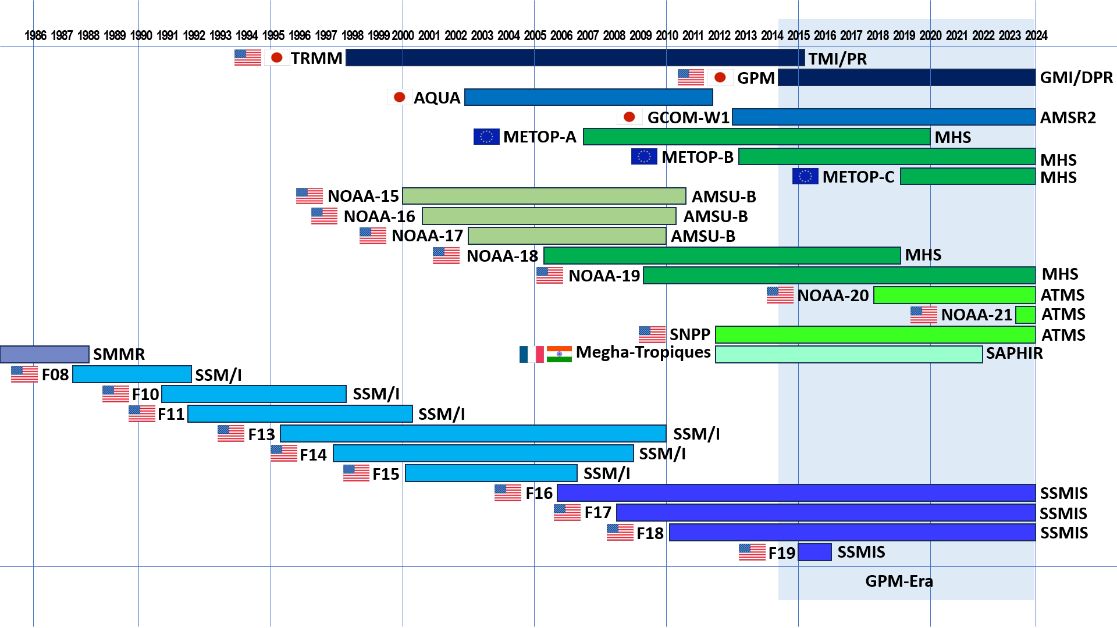 1986 1987 1988 1989 1990 1991 1992 1993 1994 1995 1996 1997 1998 1999 2000 2001 2002 2003 2004 2005 2006 2007 2008 2009 2010 2011 2012 2013 2014 2015 2016 2017 2018 2019 2020 2021 2022 2023 2024
TRMM TMI/PR
GPM GMI/DPR
AQUA
GCOM-W1 AMSR2
METOP-A MHS
METOP-B MHS
METOP-C MHS
NOAA-15 AMSU-B
NOAA-16 AMSU-B
NOAA-17 AMSU-B
NOAA-18 MHS
NOAA-19 MHS
NOAA-20 ATMS
NOAA-21 ATMS
SNPP ATMS
SMMR Megha-Tropiques SAPHIR
F08 SSM/I
F10 SSM/I
F11 SSM/I
F13 SSM/I
F14 SSM/I
F15 SSM/I
F16 SSMIS
F17 SSMIS
F18 SSMIS
F19 SSMIS
GPM-Era